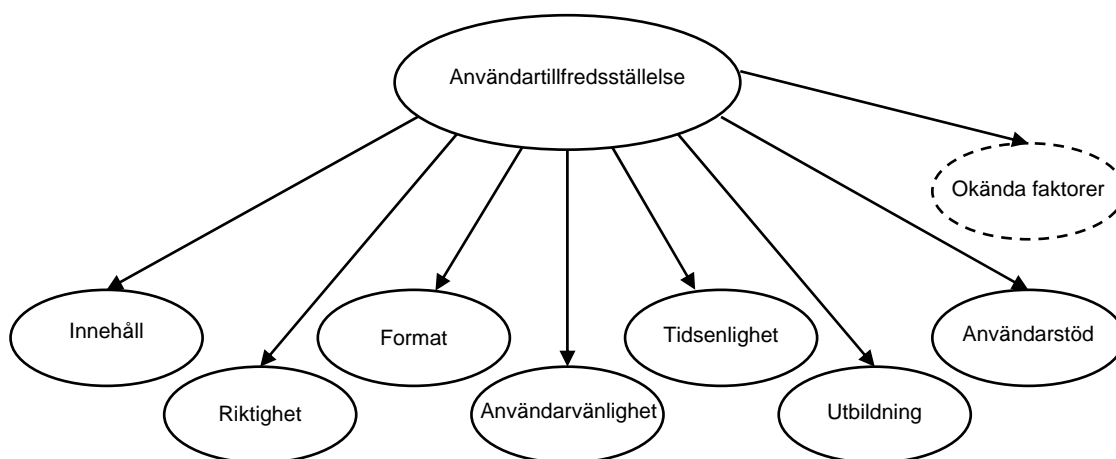 Användartillfredsställelse
Okända faktorer
Innehåll
Format
Tidsenlighet
Användarstöd
Riktighet
Användarvänlighet
Utbildning